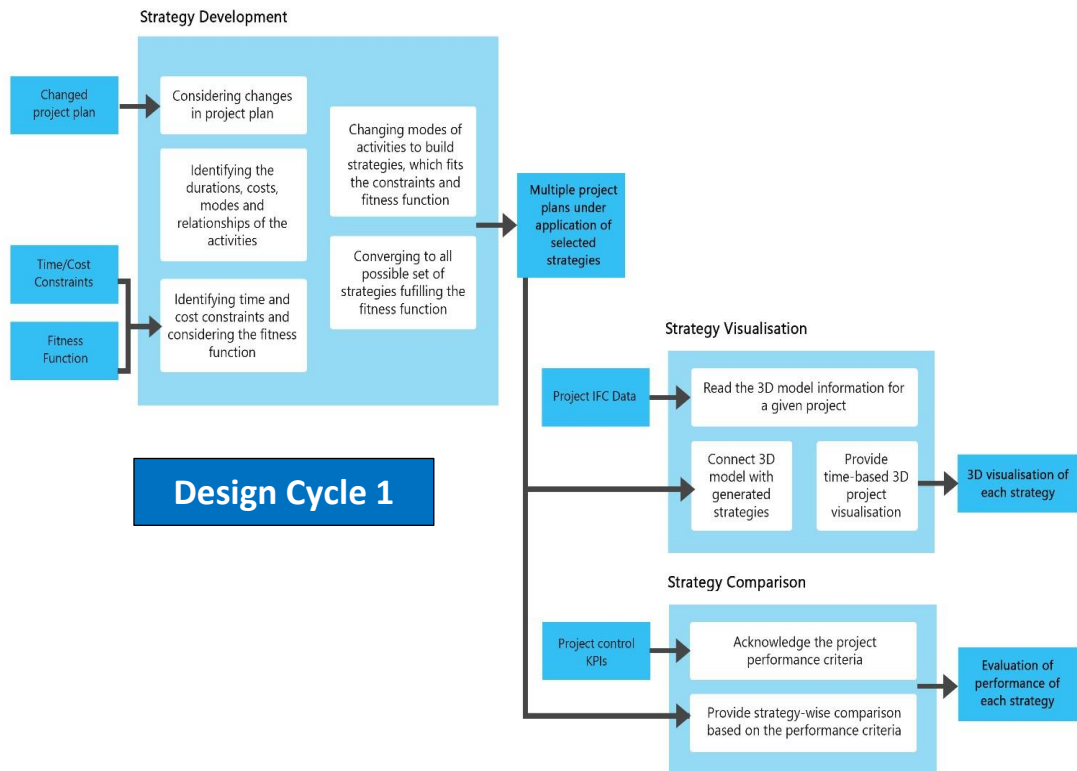 Strategy Development
Changed
project plan
Considering changes
in project plan
Identifying the
durations, costs,
modes and
relationships of the
activities
Time/Cost
Constraints
Fitness
Function
Identifying time and
cost constraints and
considering the fitness
function
Changing modes of
activities to build
strategies, which fits
the constraints and
fitness function
Converging to all
possible set of
strategies fufilling the
fitness function
Multiple project
plans under
application of
selected
strategies
Design Cycle 1
Strategy Visualisation
Project IFC Data
Read the 3D model information for
a given project
Connect 3D
model with
generated
strategies
Provide
time-based 3D
project
visualisation
3D visualisation of
each strategy
Strategy Comparison
Project control
KPIs
Acknowledge the project
performance criteria
Provide strategy-wise comparison
based on the performance criteria
Evaluation of
performance of
each strategy